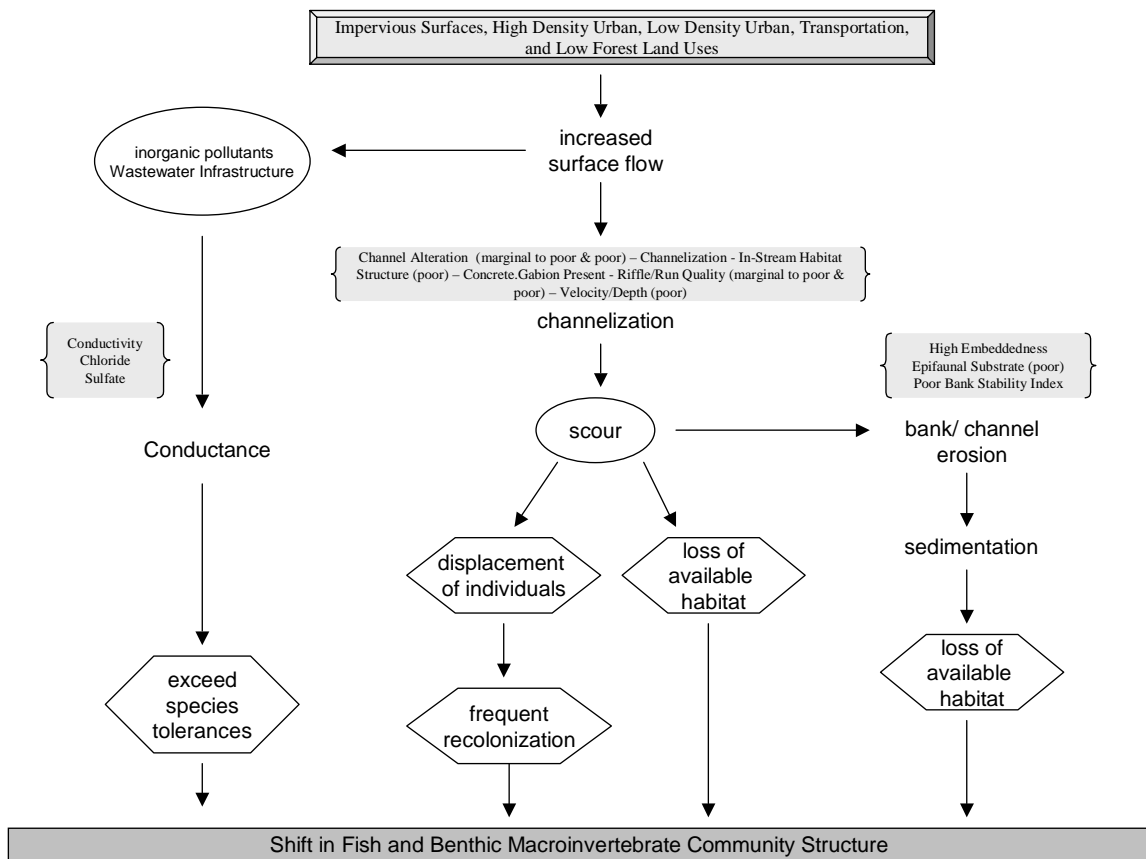 Impervious Surfaces, High Density Urban, Low Density Urban, Transportation,
and Low Forest Land Uses
increased
surface flow
inorganic pollutants
Wastewater Infrastructure
Channel Alteration (marginal to poor & poor) – Channelization - In-Stream Habitat
Structure (poor) – Concrete.Gabion Present - Riffle/Run Quality (marginal to poor &
poor) – Velocity/Depth (poor)
channelization
Conductivity
Chloride
Sulfate
High Embeddedness
Epifaunal Substrate (poor)
Poor Bank Stability Index
Conductance
scour
bank/ channel
erosion
displacement
of individuals
loss of
available
habitat
sedimentation
exceed
species
tolerances
frequent
recolonization
loss of
available
habitat
Shift in Fish and Benthic Macroinvertebrate Community Structure